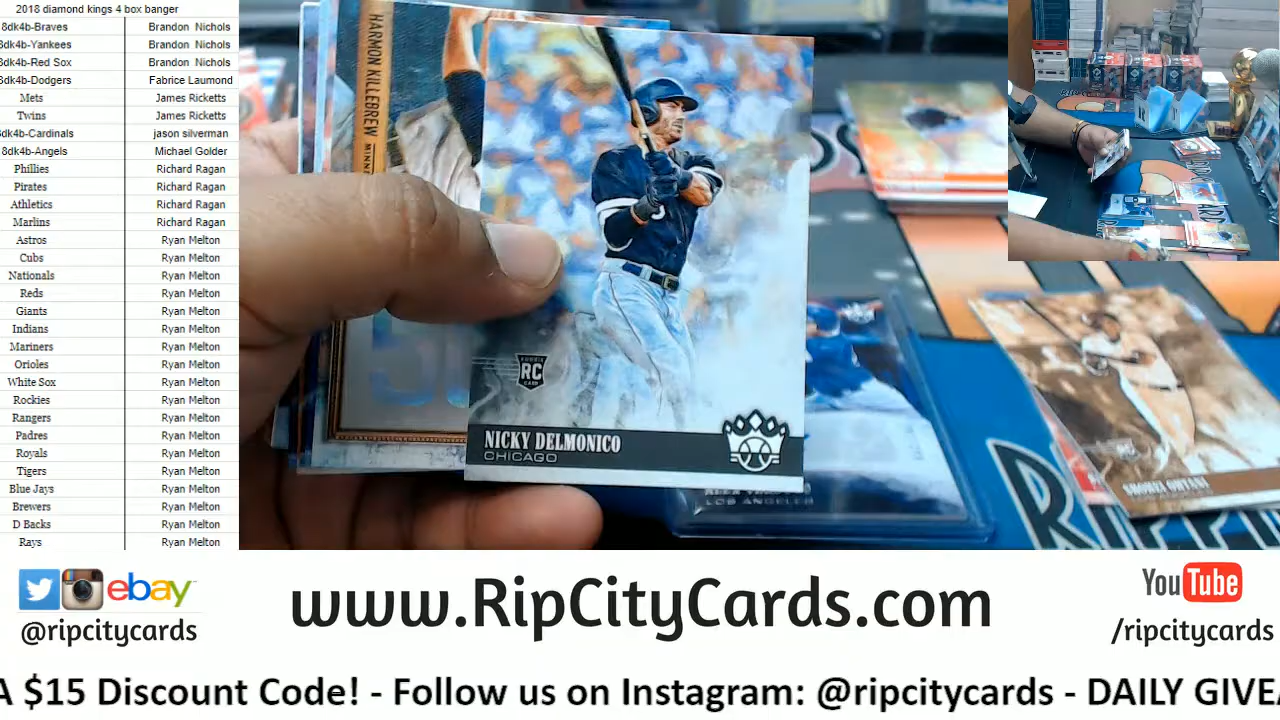 2018 diamond kings 4 box banger
8dk4b-Braves Brandon Nichols
8dk4b-Yankees Brandon Nichols
8dk4b-Red Sox Brandon Nichols
8dk4b-Dodgers Fabrice Laumond
Mets James Ricketts
Twins James Ricketts
8dk4b-Cardinals jason silverman
8dk4b-Angels Michael Golder
Phillies Richard Ragan
Pirates Richard Ragan
Athletics Richard Ragan
Marlins Richard Ragan
Astros Ryan Melton
Cubs Ryan Melton
Nationals Ryan Melton
Reds Ryan Melton
Giants Ryan Melton
Indians Ryan Melton
Mariners Ryan Melton
Orioles Ryan Melton
White Sox Ryan Melton
Rockies Ryan Melton
Rangers Ryan Melton
Padres Ryan Melton
Royals Ryan Melton
Tigers Ryan Melton
Blue Jays Ryan Melton
Brewers Ryan Melton
D Backs Ryan Melton
Rays Ryan Melton
HARMON KILLEBREW MINN
ROOKIE
RC
CARD
NICKY DELMONICO
CHICAGO
LOS ANGELES
SHOHEI OHTANI
RIPP
ebay
@ripcitycards
www.RipCityCards.com
YouTube
/ripcitycards
A $15 Discount Code! - Follow us on Instagram: @ripcitycards - DAILY GIVEA